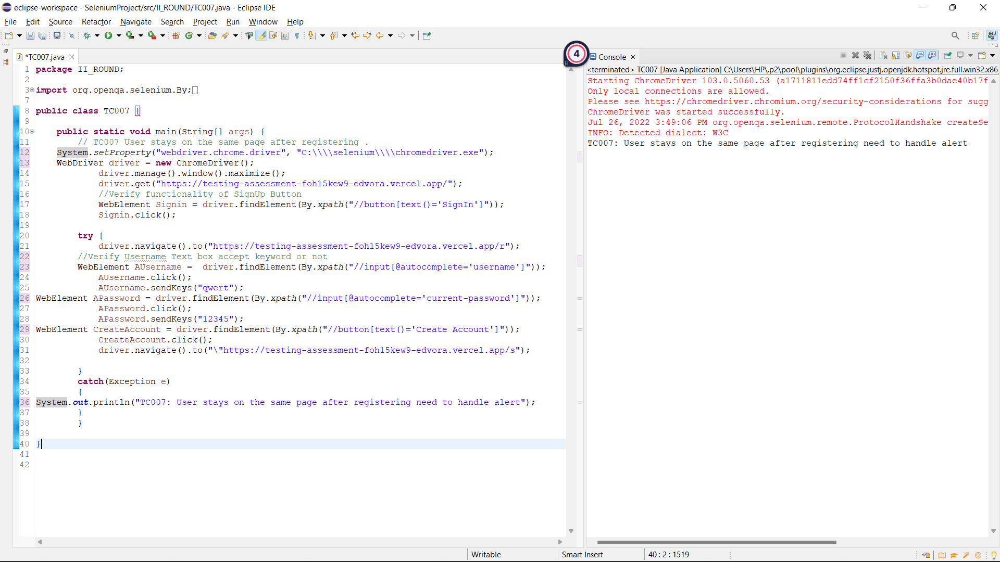 eclipse-workspace - SeleniumProject/src/II_ROUND/TC007.java - Eclipse IDE
File Edit Source Refactor Navigate Search Project Run Window Help
*TC007.java
1 package II_ROUND;
2
3 import org.openqa.selenium.By;
7
8 public class TC007 {
9
10 public static void main(String[] args) {
11 // TC007 User stays on the same page after registering .
12 System.setProperty("webdriver.chrome.driver", "C:\\\\selenium\\\\chromedriver.exe");
13 WebDriver driver = new ChromeDriver();
14 driver.manage().window().maximize();
15 driver.get("https://testing-assessment-foh15kew9-edvora.vercel.app/");
16 //Verify functionality of SignUp Button
17 WebElement Signin = driver.findElement(By.xpath("//button[text()='SignIn']"));
18 Signin.click();
19
20 try {
21 driver.navigate().to("https://testing-assessment-foh15kew9-edvora.vercel.app/r");
22 //Verify Username Text box accept keyword or not
23 WebElement AUsername = driver.findElement(By.xpath("//input[@autocomplete='username']"));
24 AUsername.click();
25 AUsername.sendKeys("qwert");
26 WebElement APassword = driver.findElement(By.xpath("//input[@autocomplete='current-password']"));
27 APassword.click();
28 APassword.sendKeys("12345");
29 WebElement CreateAccount = driver.findElement(By.xpath("//button[text()='Create Account']"));
30 CreateAccount.click();
31 driver.navigate().to("\"https://testing-assessment-foh15kew9-edvora.vercel.app/s");
32
33 }
34 catch(Exception e)
35 {
36 System.out.println("TC007: User stays on the same page after registering need to handle alert");
37 }
38 }
39
40 }
41
42
4
Console
<terminated> TC007 [Java Application] C:\Users\HP\.p2\pool\plugins\org.eclipse.justj.openjdk.hotspot.jre.full.win32.x86_
Starting ChromeDriver 103.0.5060.53 (a1711811edd74ff1cf2150f36ffa3b0dae40b17f
Only local connections are allowed.
Please see https://chromedriver.chromium.org/security-considerations for sugg
ChromeDriver was started successfully.
Jul 26, 2022 3:49:06 PM org.openqa.selenium.remote.ProtocolHandshake createSe
INFO: Detected dialect: W3C
TC007: User stays on the same page after registering need to handle alert
Writable Smart Insert 40 : 2 : 1519